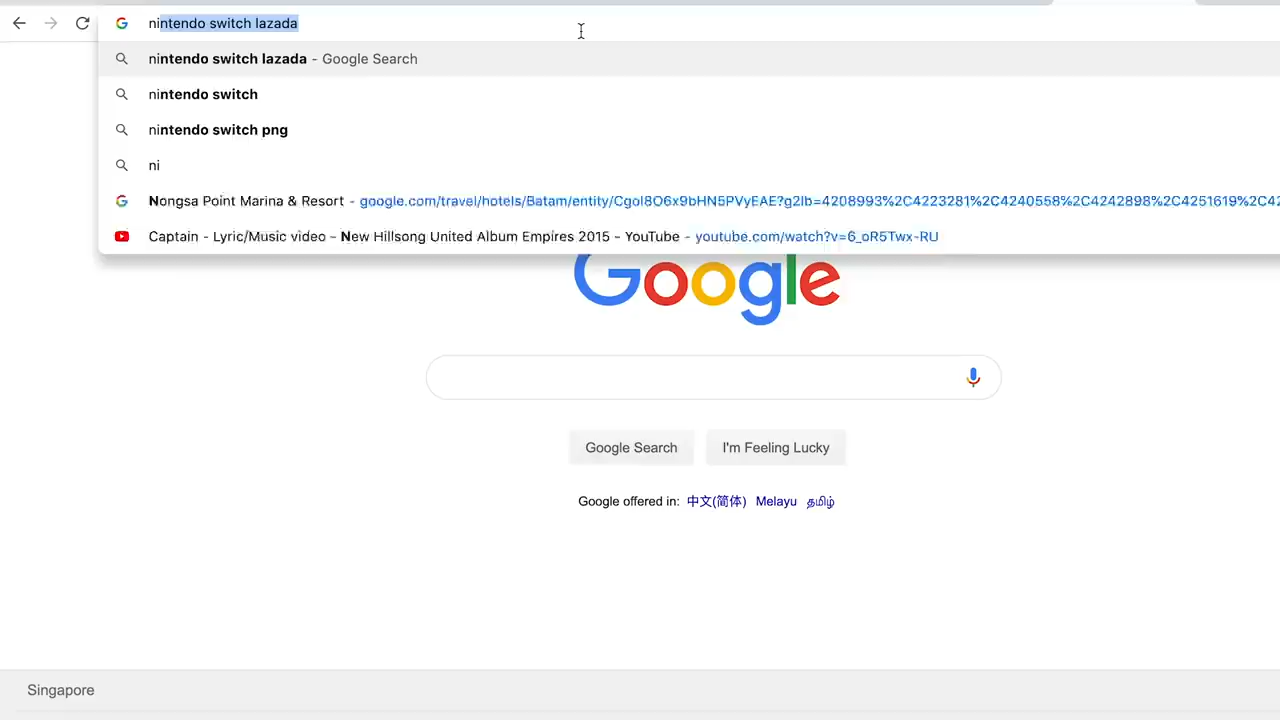 nintendo switch lazada
nintendo switch lazada - Google Search
nintendo switch
nintendo switch png
ni
Nongsa Point Marina & Resort - google.com/travel/hotels/Batam/entity/CgoI8O6x9bHN5PVyEAE?g2lb=4208993%2C4223281%2C4240558%2C4242898%2C4251619%2C42
Captain - Lyric/Music video - New Hillsong United Album Empires 2015 - YouTube - youtube.com/watch?v=6_oR5Twx-RU
Google
Google Search I'm Feeling Lucky
Google offered in: 中文(简体) Melayu தமிழ்
Singapore